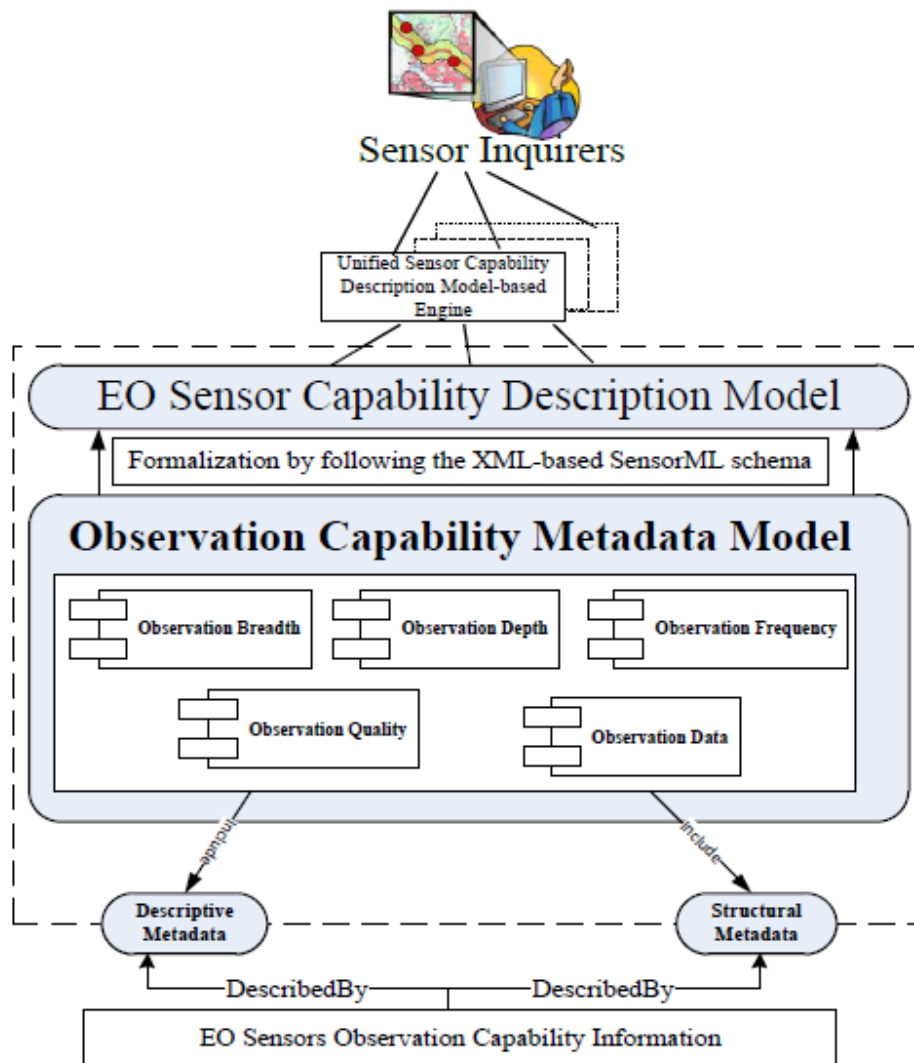 Sensor Inquirers
Unified Sensor Capability
Description Model-based
Engine
EO Sensor Capability Description Model
Formalization by following the XML-based SensorML schema
Observation Capability Metadata Model
Observation Breadth
Observation Depth
Observation Frequency
Observation Quality
Observation Data
Include
Include
Descriptive
Metadata
Structural
Metadata
DescribedBy
DescribedBy
EO Sensors Observation Capability Information